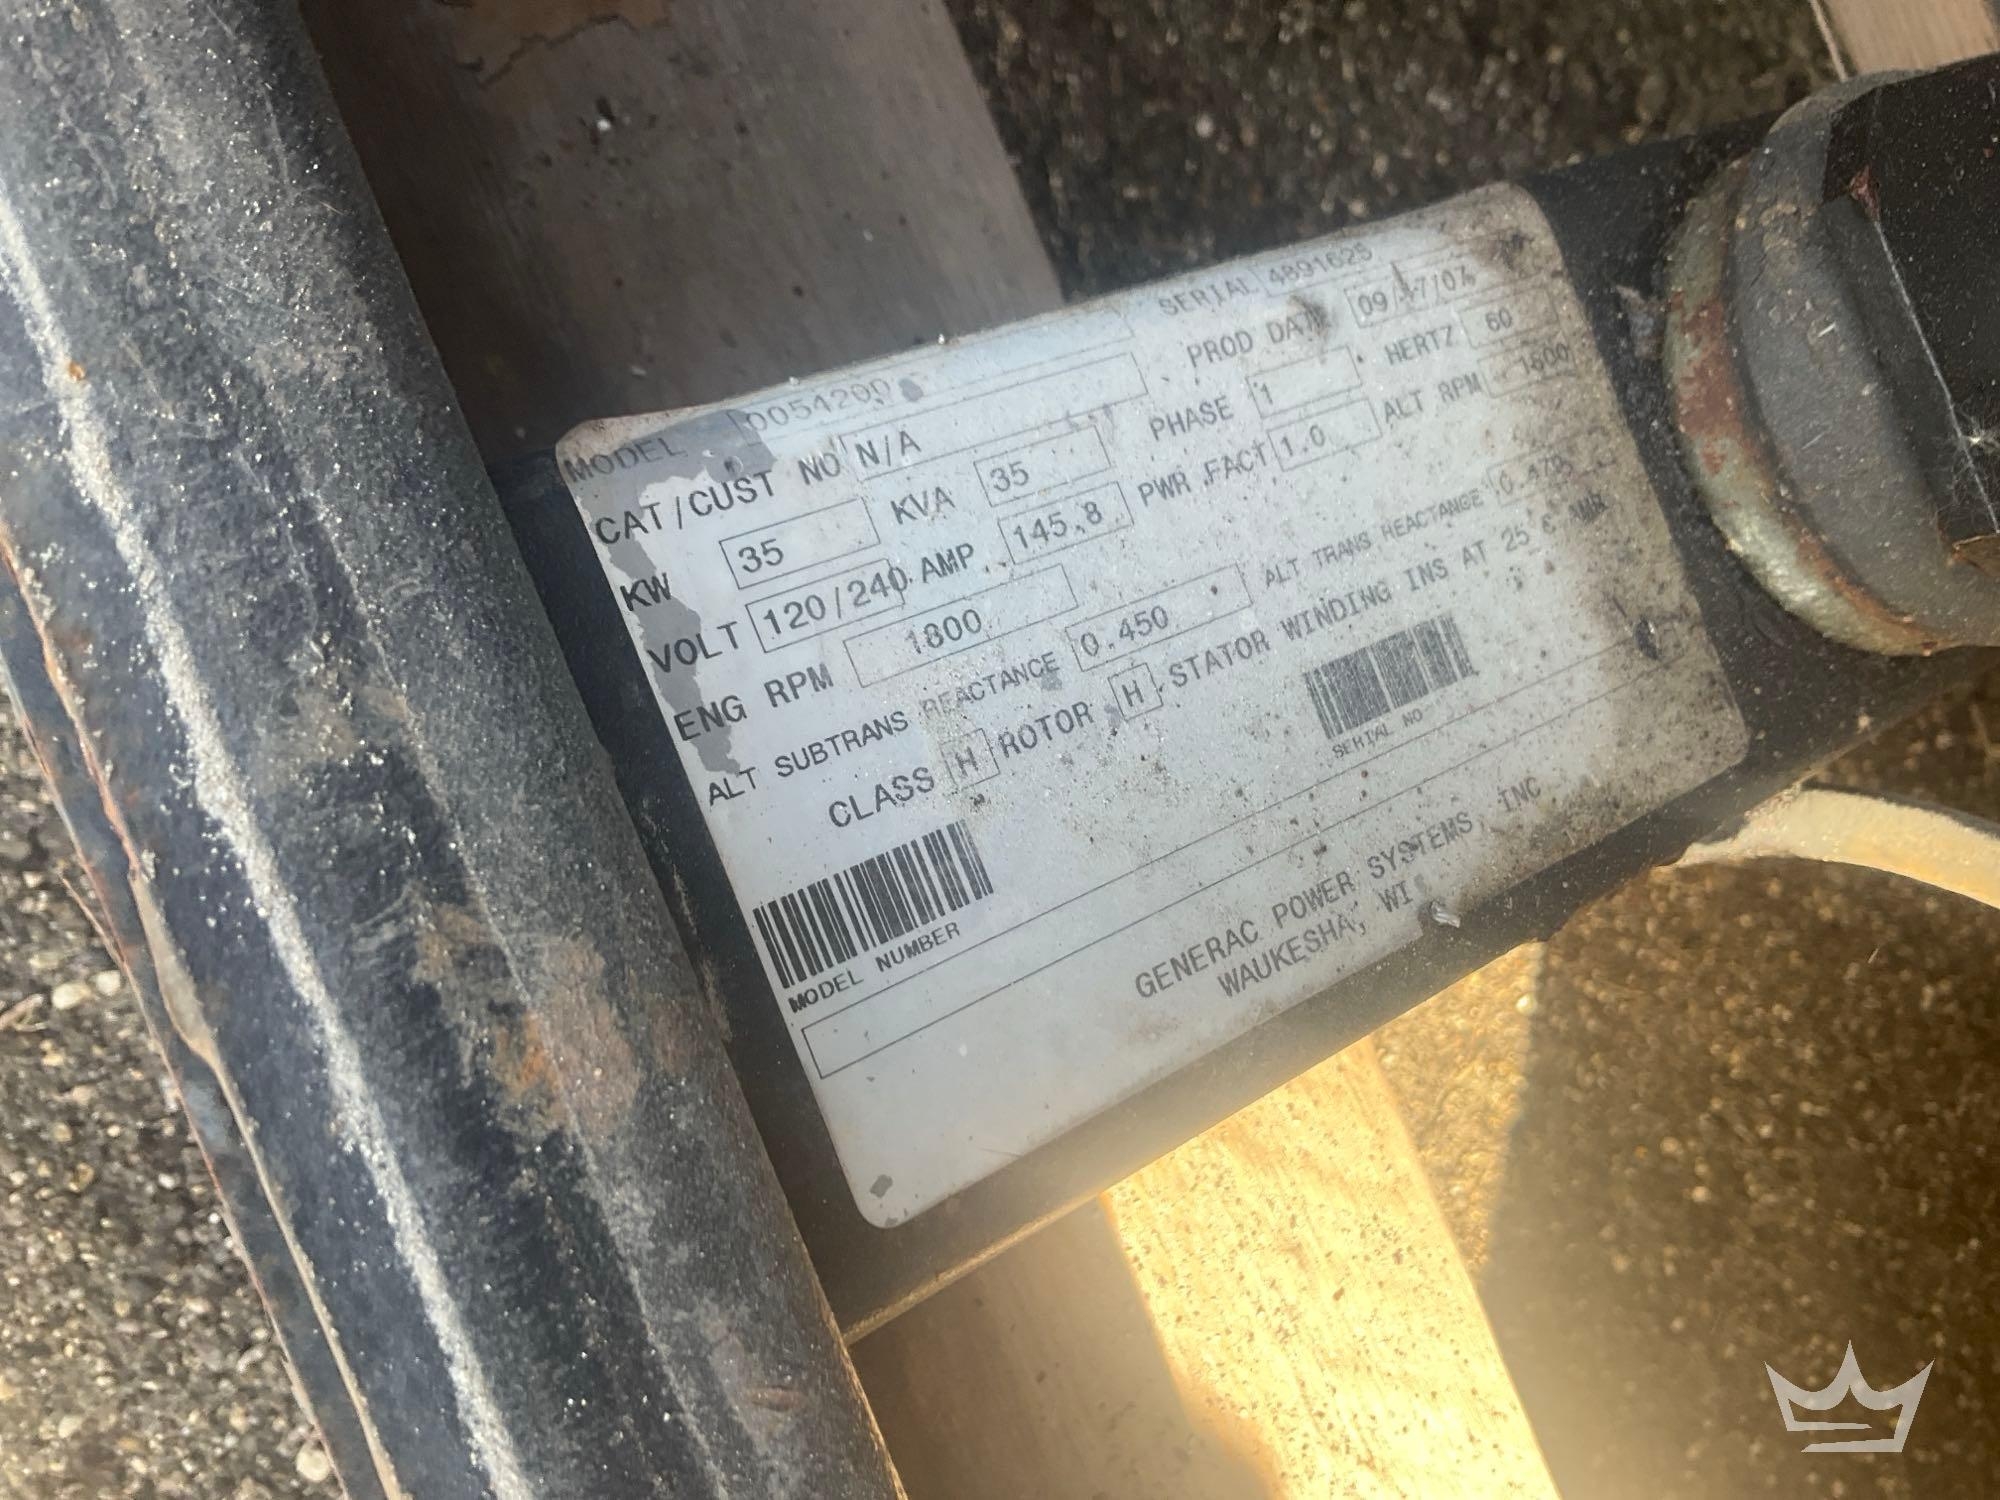 MODEL 0054200 SERIAL 4891625
CAT/CUST NO N/A PROD DATE
KW 35 KVA 35 PHASE 1 HERTZ 60
VOLT 120/240 AMP 145.8 PWR FACT 1.0 ALT RPM
ENG RPM 1800
ALT SUBTRANS REACTANCE 0.450 ALT TRANS REACTANCE
CLASS H ROTOR H STATOR WINDING INS AT 25 C AMB
MODEL NUMBER SERIAL NO
GENERAC POWER SYSTEMS, INC
WAUKESHA, WI